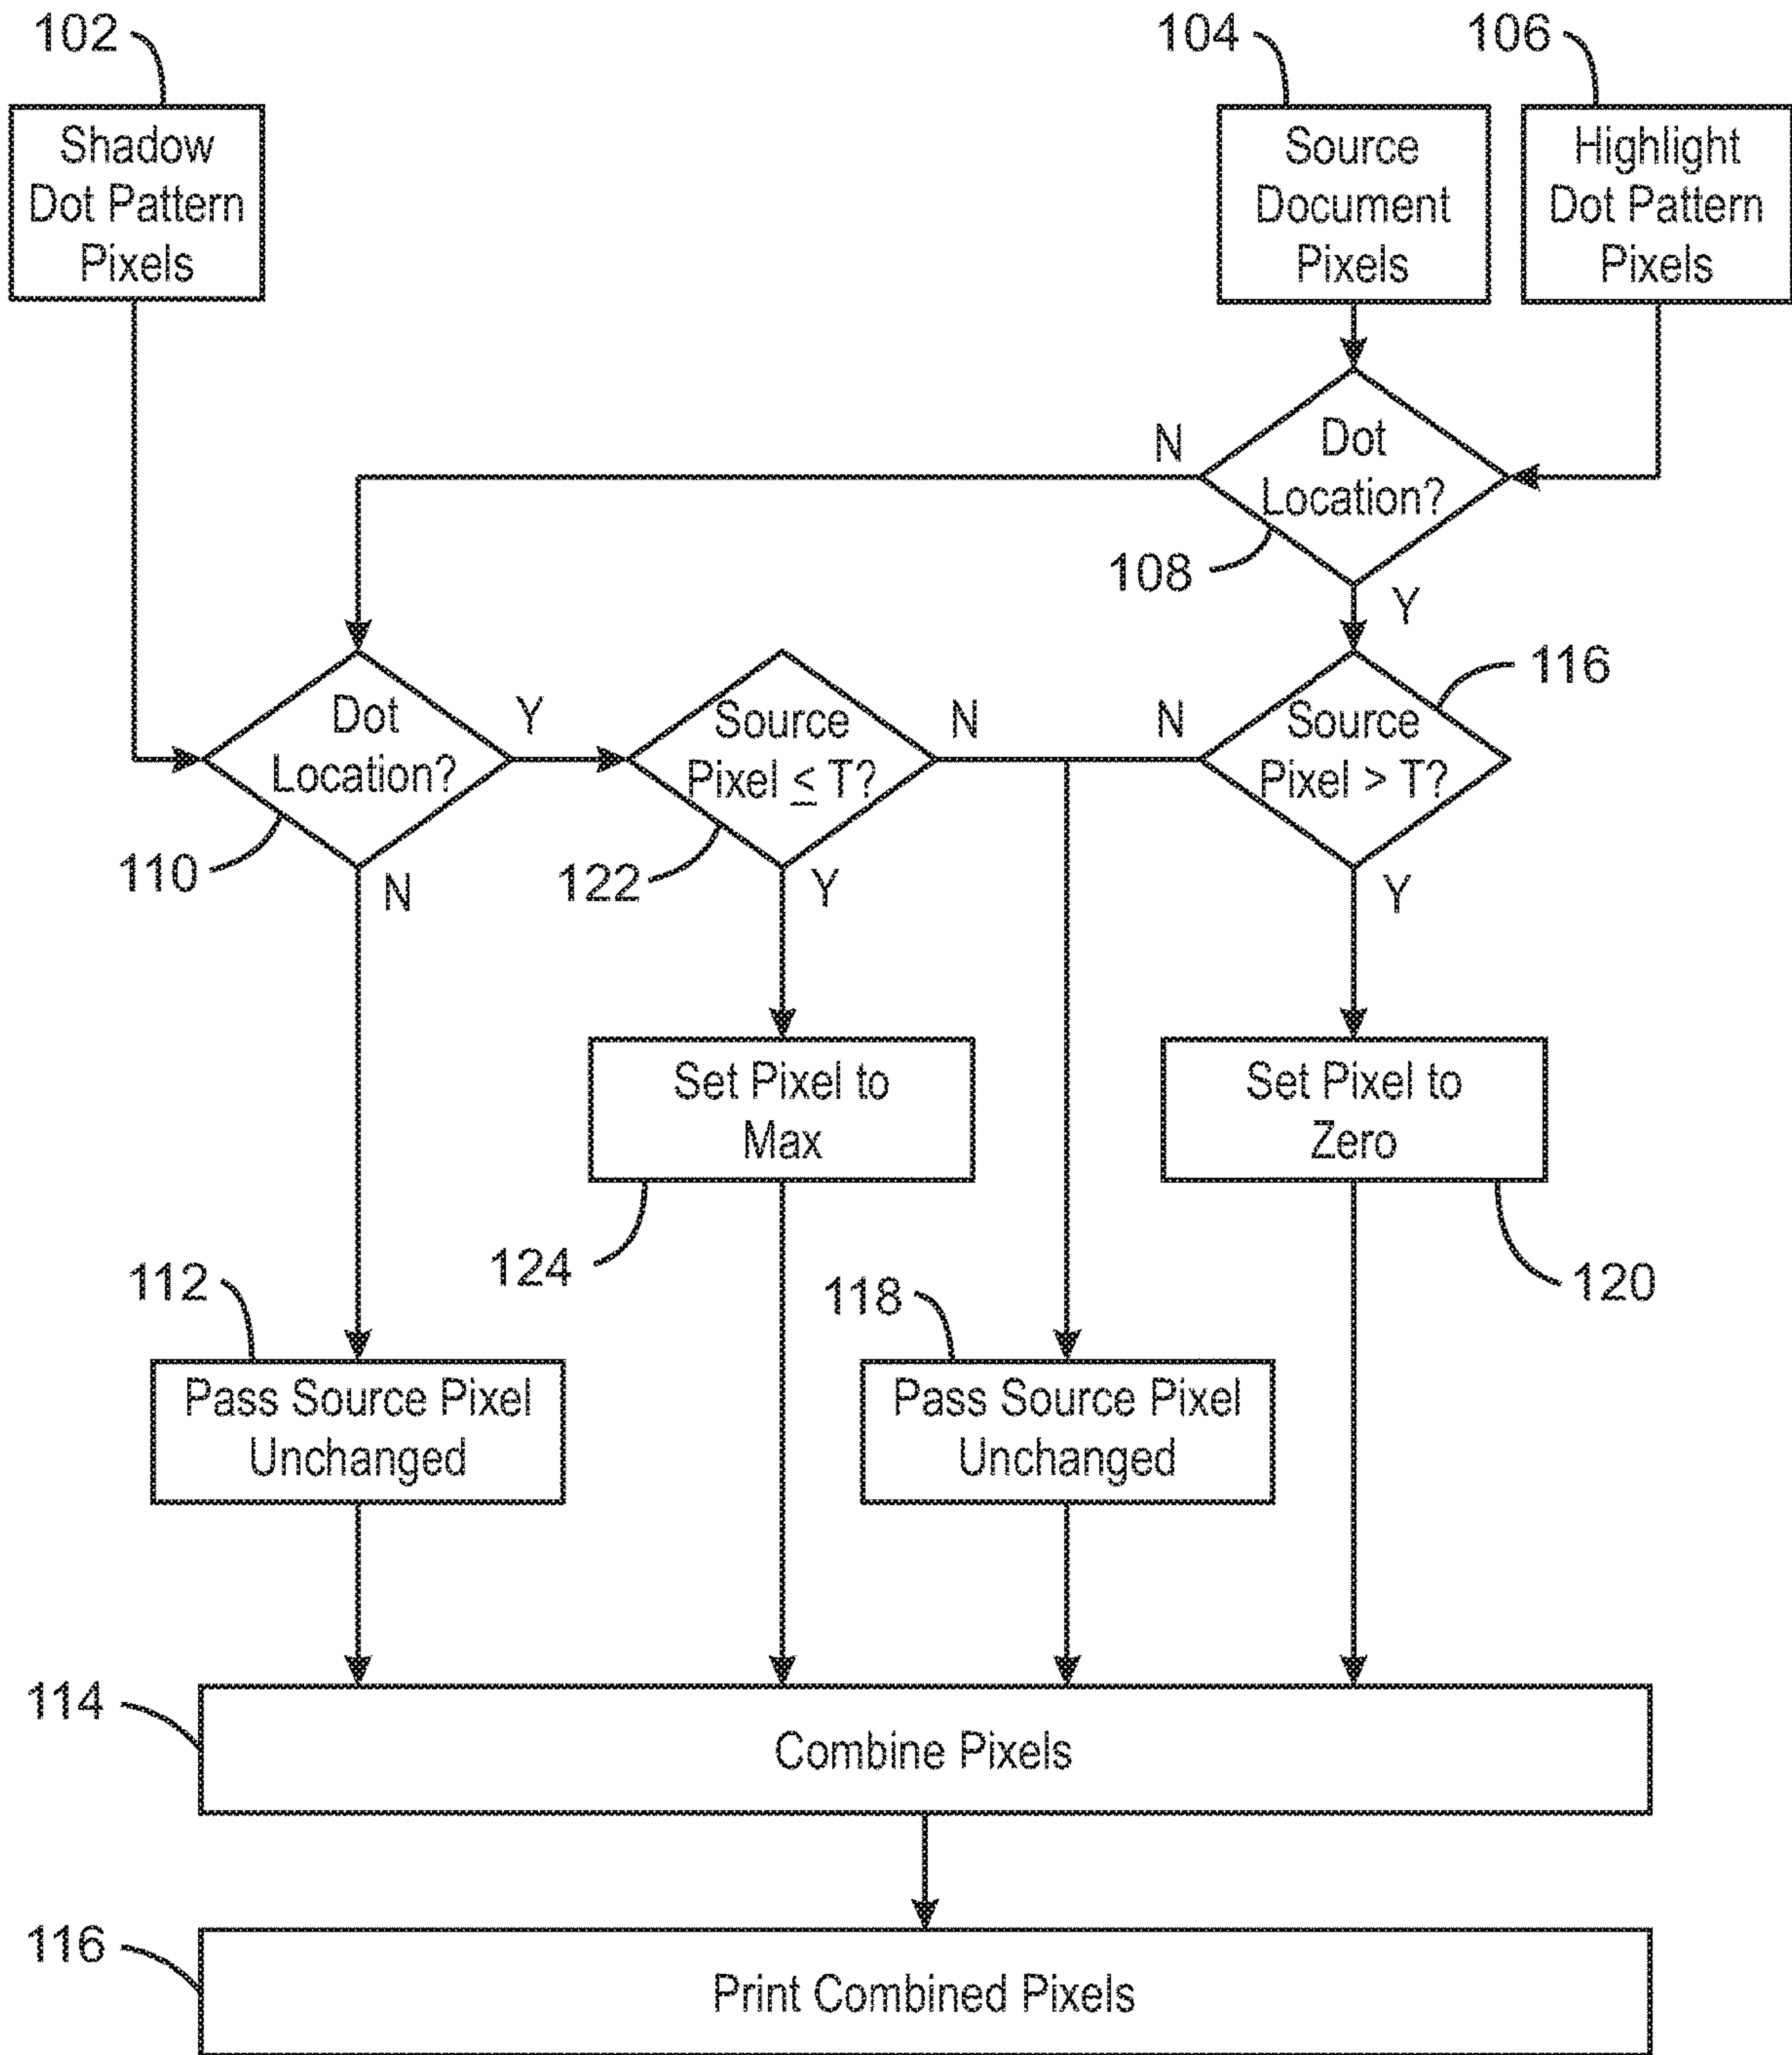 102
104
106
Shadow
Dot Pattern
Pixels
Source
Document
Pixels
Highlight
Dot Pattern
Pixels
N
Dot
Location?
108
Y
116
Dot
Location?
Y
Source
Pixel ≤ T?
N
N
Source
Pixel > T?
110
N
122
Y
Y
Set Pixel to
Max
Set Pixel to
Zero
124
120
112
118
Pass Source Pixel
Unchanged
Pass Source Pixel
Unchanged
114
Combine Pixels
116
Print Combined Pixels